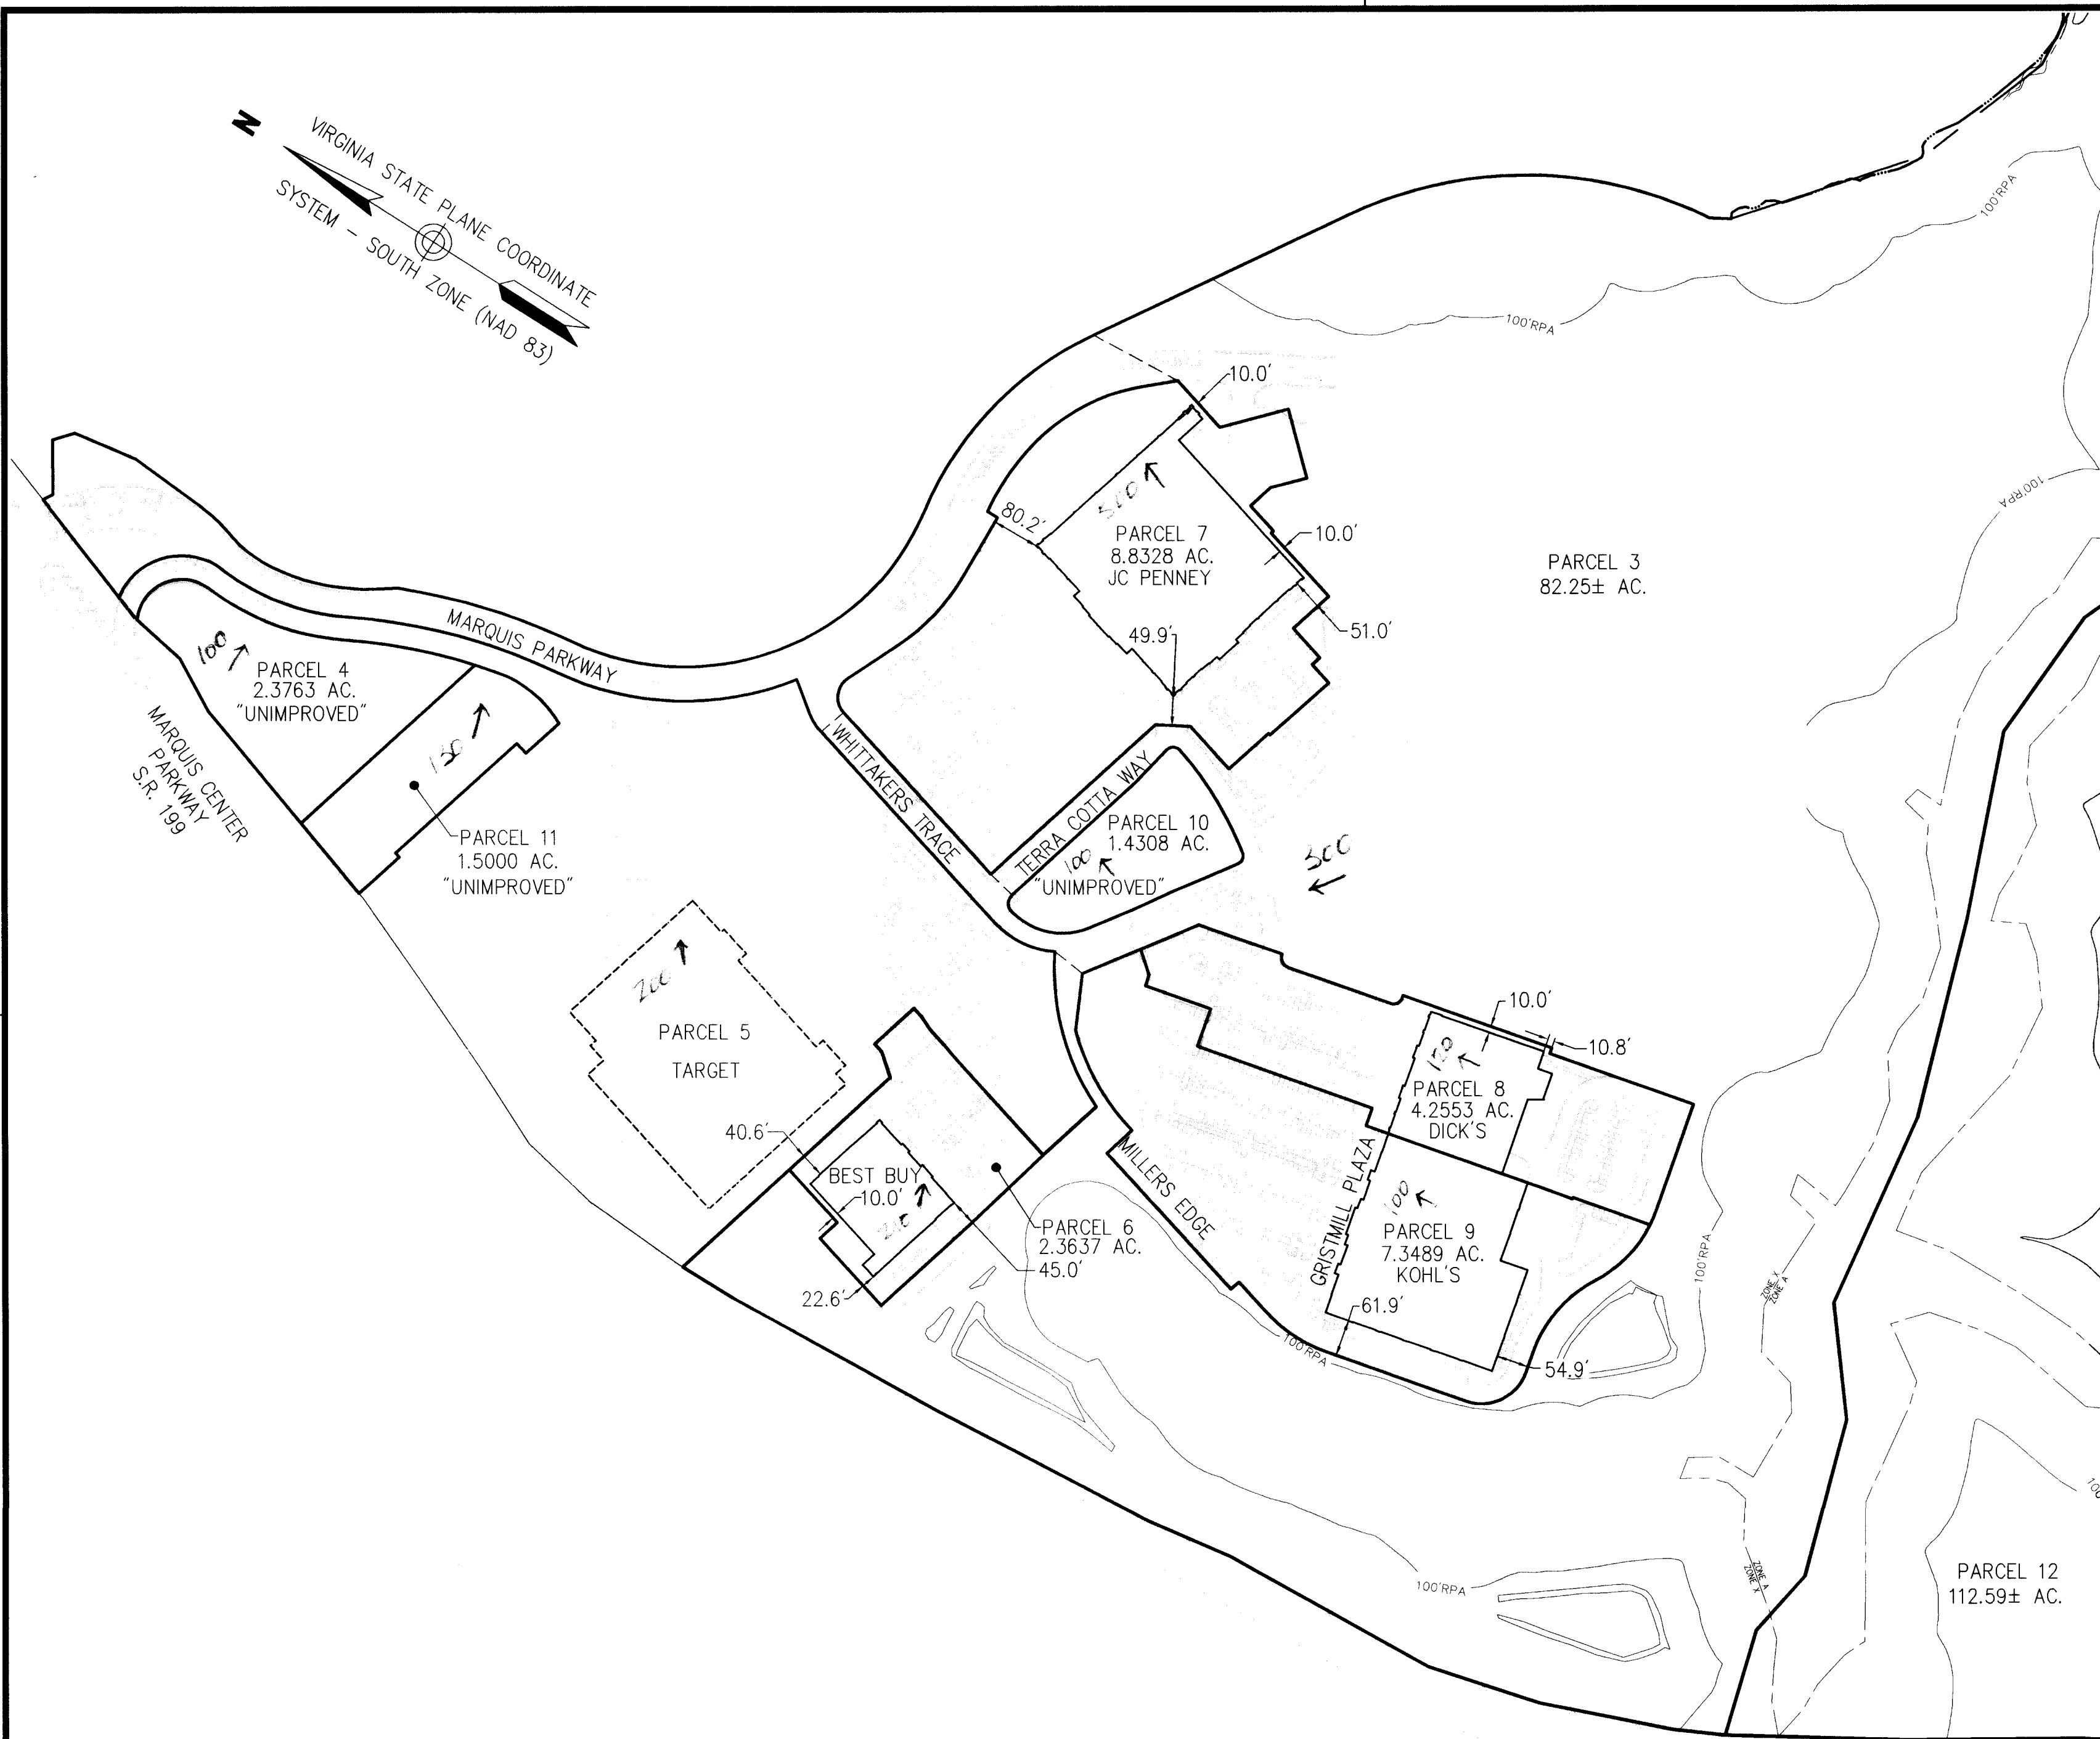 N
VIRGINIA STATE PLANE COORDINATE
SYSTEM - SOUTH ZONE (NAD 83)
100'RPA
100'RPA
100'RPA
10.0'
80.2'
PARCEL 7
8.8328 AC.
JC PENNEY
10.0'
51.0'
49.9'
PARCEL 3
82.25± AC.
MARQUIS PARKWAY
100
PARCEL 4
2.3763 AC.
"UNIMPROVED"
MARQUIS CENTER
PARKWAY
S.R. 199
PARCEL 11
1.5000 AC.
"UNIMPROVED"
WHITTAKERS TRACE
TERRA COTTA WAY
PARCEL 10
1.4308 AC.
100
"UNIMPROVED"
300
200
PARCEL 5
TARGET
10.0'
10.8'
PARCEL 8
4.2553 AC.
DICK'S
40.6'
BEST BUY
10.0'
PARCEL 6
2.3637 AC.
45.0'
22.6'
MILLERS EDGE
GRISTMILL PLAZA
100
PARCEL 9
7.3489 AC.
KOHL'S
61.9'
54.9'
100'RPA
100'RPA
ZONE X
ZONE A
100'RPA
ZONE A
ZONE X
PARCEL 12
112.59± AC.